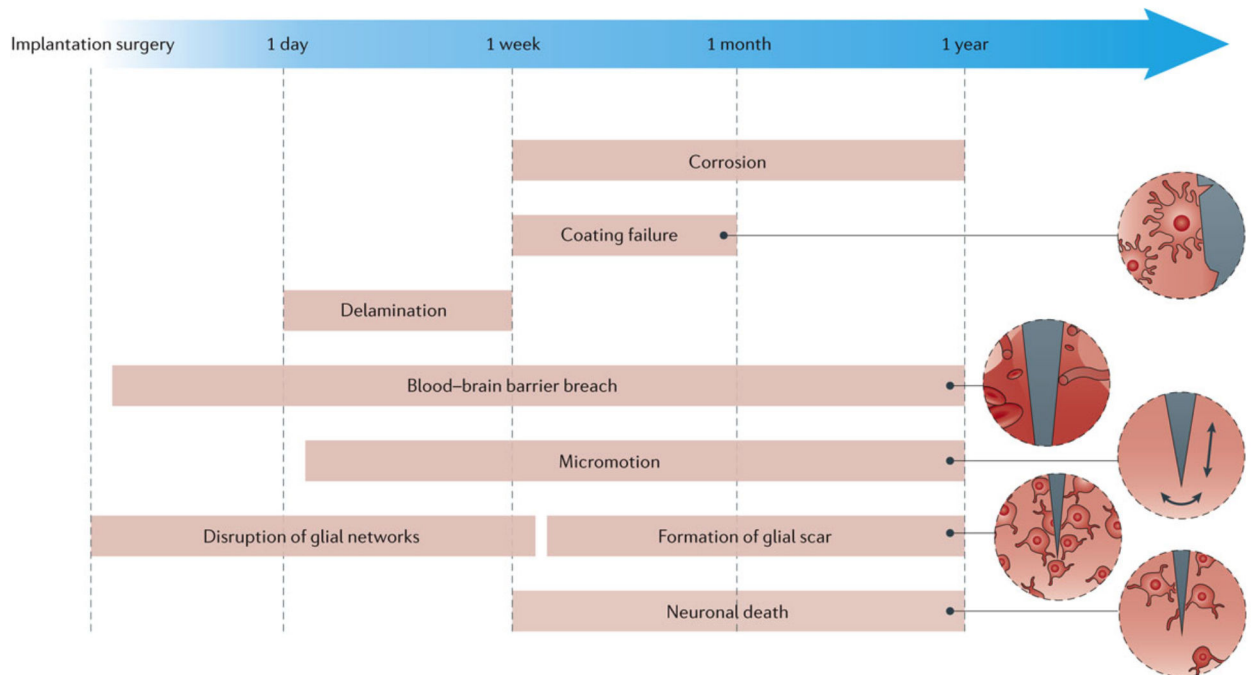 Implantation surgery 1 day 1 week 1 month 1 year
Corrosion
Coating failure
Delamination
Blood–brain barrier breach
Micromotion
Disruption of glial networks Formation of glial scar
Neuronal death